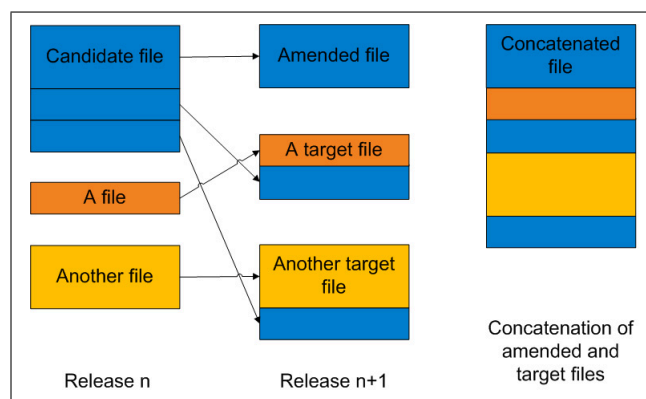 Candidate file
Amended file
Concatenated
file
A target file
A file
Another file
Another target
file
Concatenation of
amended and
target files
Release n
Release n+1